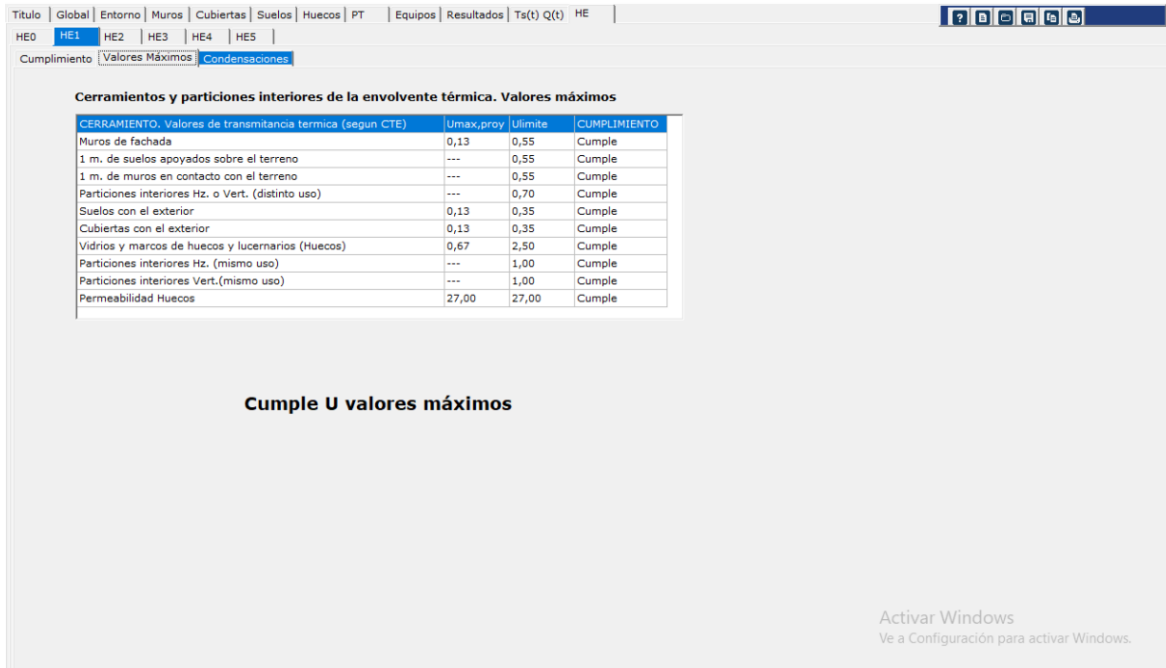 Titulo Global Entorno Muros Cubiertas Suelos Huecos PT Equipos Resultados Ts(t) Q(t) HE
HE0 HE1 HE2 HE3 HE4 HE5
Cumplimiento Valores Máximos Condensaciones
Cerramientos y particiones interiores de la envolvente térmica. Valores máximos
CERRAMIENTO. Valores de transmitancia termica (segun CTE) Umax,proy Ulimite CUMPLIMIENTO
Muros de fachada 0,13 0,55 Cumple
1 m. de suelos apoyados sobre el terreno --- 0,55 Cumple
1 m. de muros en contacto con el terreno --- 0,55 Cumple
Particiones interiores Hz. o Vert. (distinto uso) --- 0,70 Cumple
Suelos con el exterior 0,13 0,35 Cumple
Cubiertas con el exterior 0,13 0,35 Cumple
Vidrios y marcos de huecos y lucernarios (Huecos) 0,67 2,50 Cumple
Particiones interiores Hz. (mismo uso) --- 1,00 Cumple
Particiones interiores Vert.(mismo uso) --- 1,00 Cumple
Permeabilidad Huecos 27,00 27,00 Cumple
Cumple U valores máximos
Activar Windows
Ve a Configuración para activar Windows.